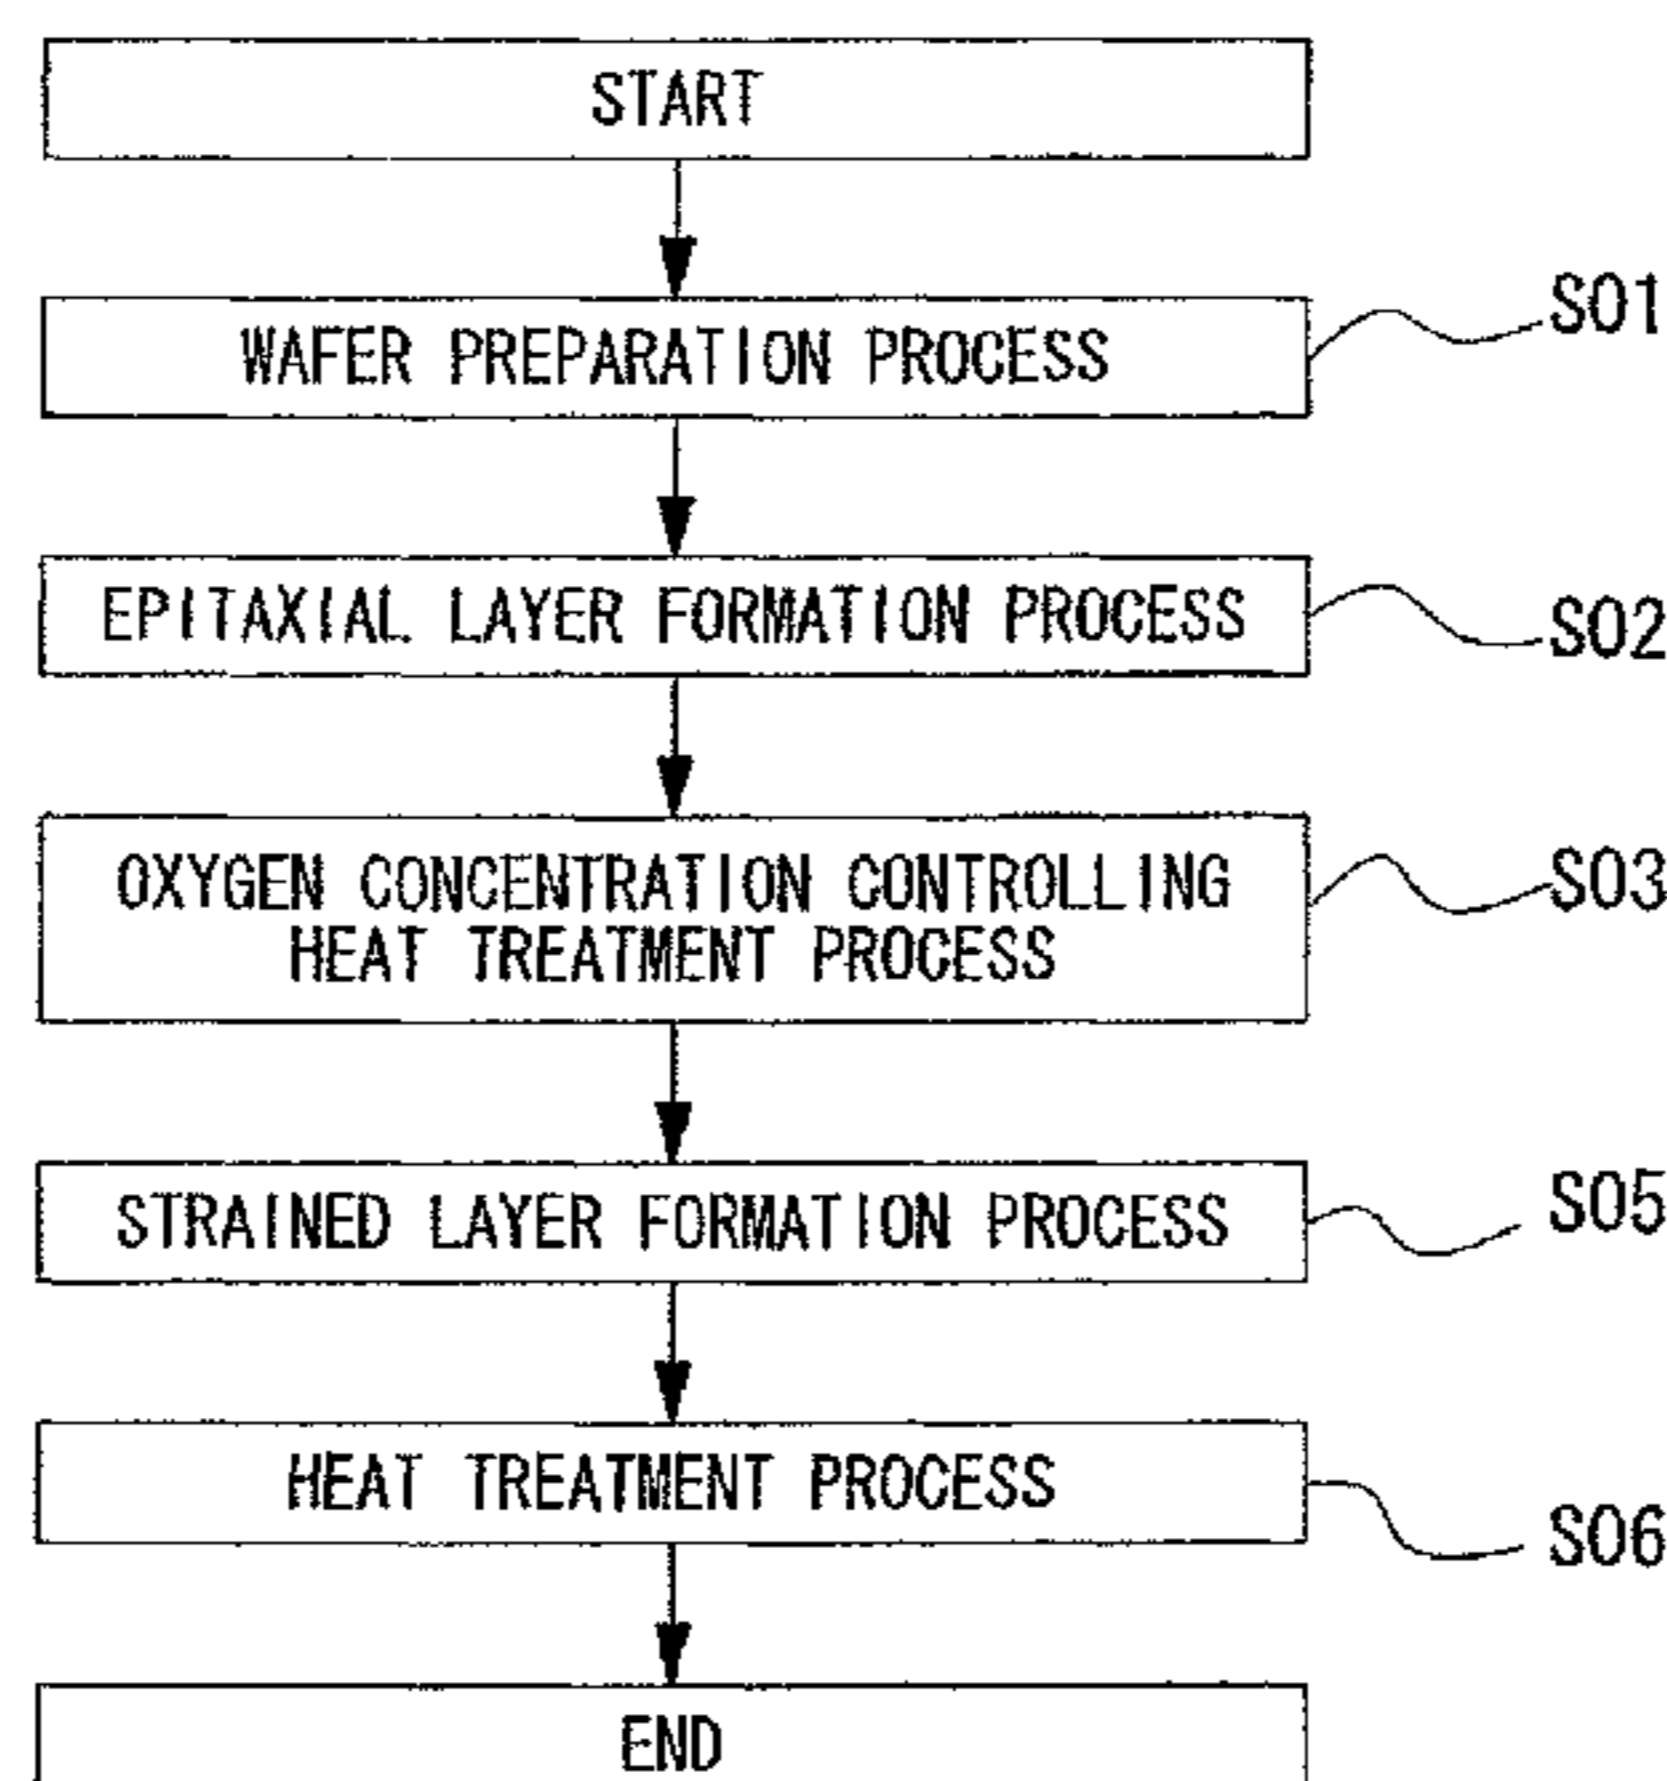 START
WAFER PREPARATION PROCESS
S01
EPITAXIAL LAYER FORMATION PROCESS
S02
OXYGEN CONCENTRATION CONTROLLING
HEAT TREATMENT PROCESS
S03
STRAINED LAYER FORMATION PROCESS
S05
HEAT TREATMENT PROCESS
S06
END